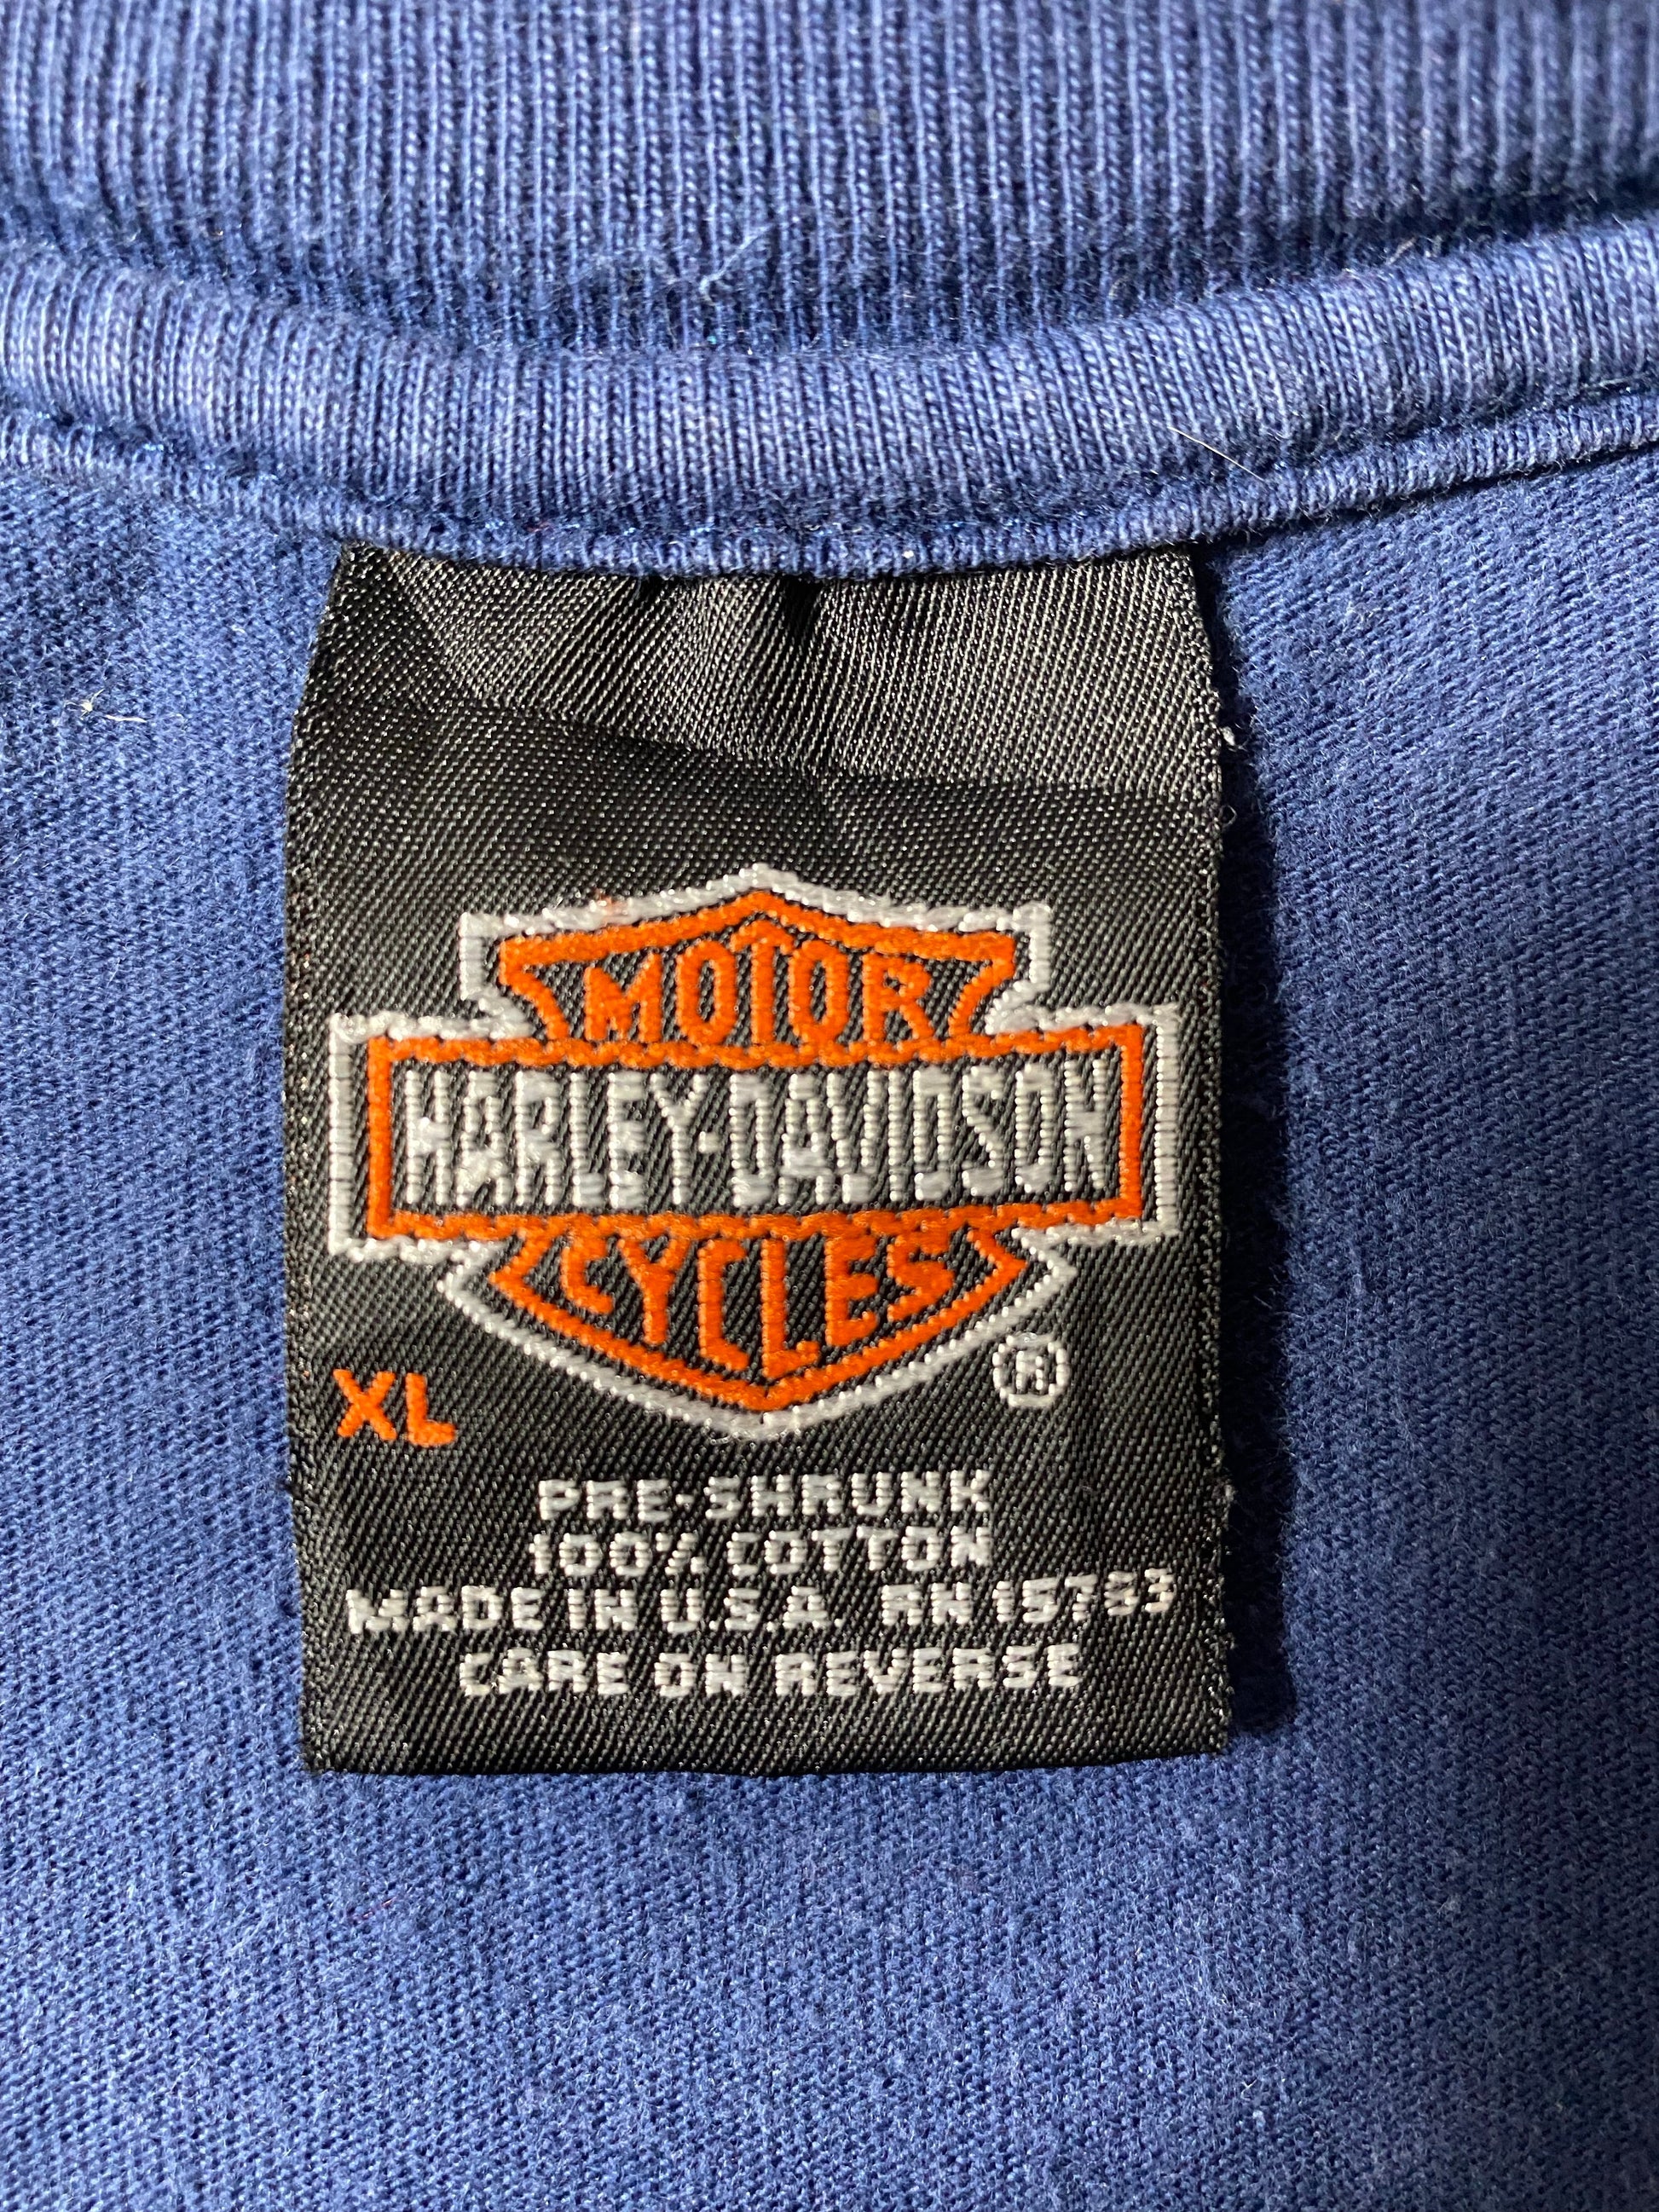 MOTOR
HARLEY-DAVIDSON
CYCLES
®
XL
PRE-SHRUNK
100% COTTON
MADE IN U.S.A. RN 15763
CARE ON REVERSE